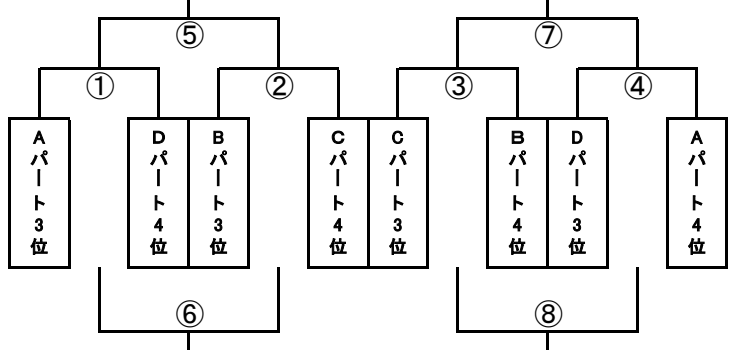 ⑤
⑦
①
②
③
④
Aパート3位
Dパート4位
Bパート3位
Cパート4位
Cパート3位
Bパート4位
Dパート3位
Aパート4位
⑥
⑧